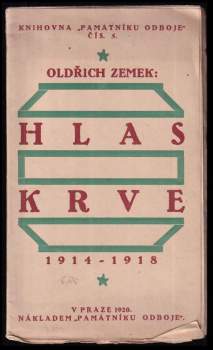 KNIHOVNA „PAMÁTNÍKU ODBOJE“
ČÍS. 5.
OLDŘICH ZEMEK:
HLAS
KRVE
1914-1918
V PRAZE 1920.
NÁKLADEM „PAMÁTNÍKU ODBOJE“.